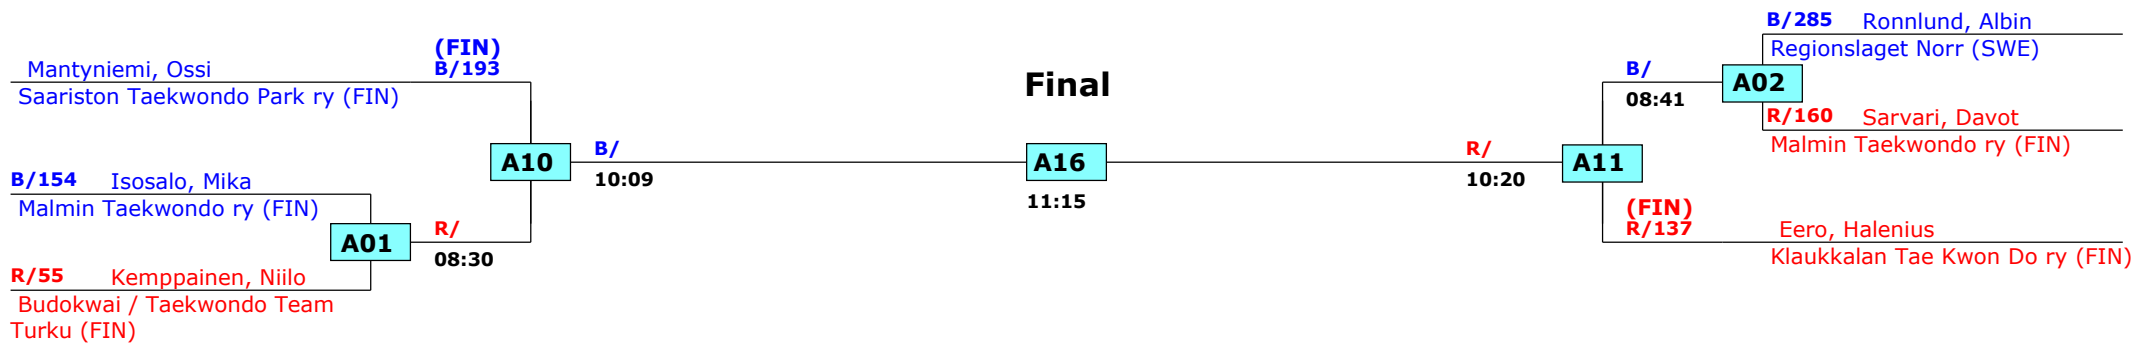 (FIN)
Mantyniemi, Ossi B/193
Saariston Taekwondo Park ry (FIN)
B/154 Isosalo, Mika
Malmin Taekwondo ry (FIN)
A01
R/
08:30
R/55 Kemppainen, Niilo
Budokwai / Taekwondo Team
Turku (FIN)
A10
B/
10:09
Final
A16
11:15
R/
10:20
A11
B/
08:41
A02
B/285 Ronnlund, Albin
Regionslaget Norr (SWE)
R/160 Sarvari, Davot
Malmin Taekwondo ry (FIN)
(FIN)
R/137 Eero, Halenius
Klaukkalan Tae Kwon Do ry (FIN)